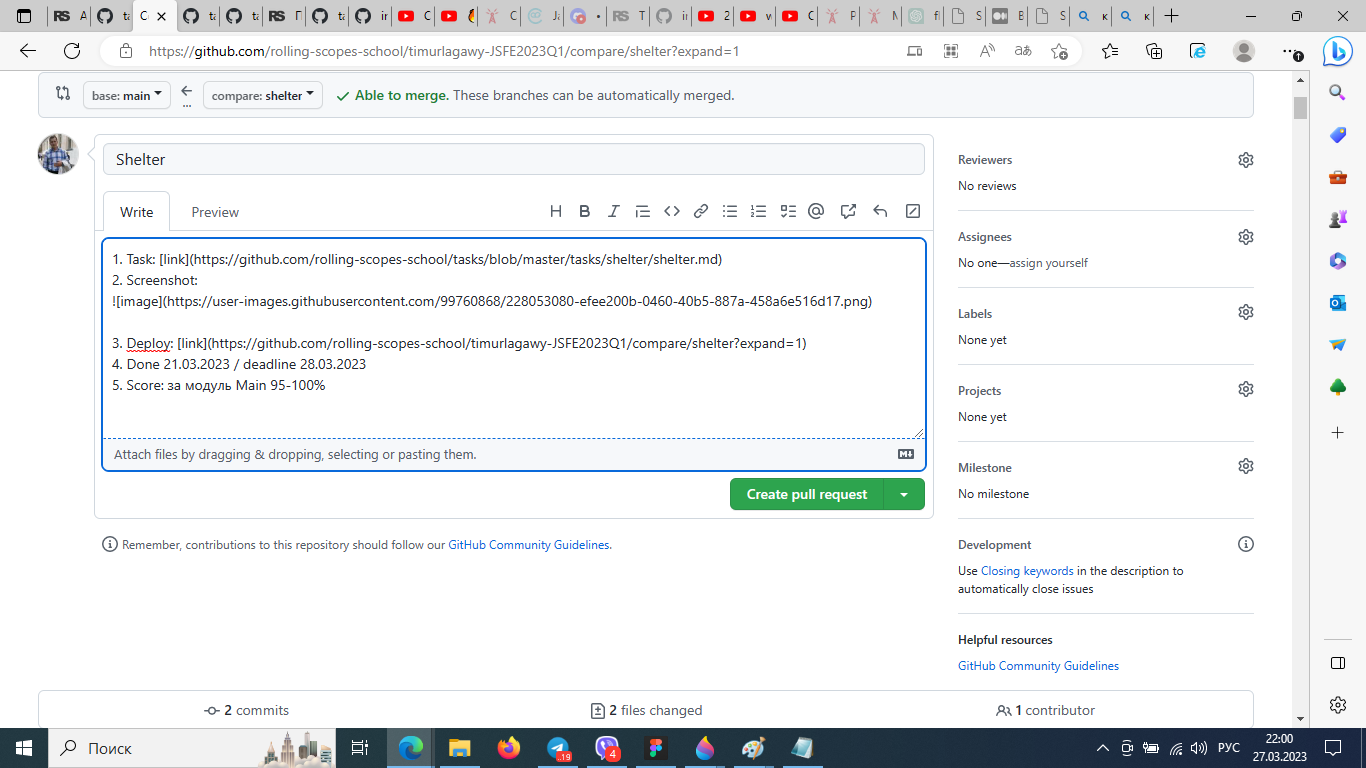 https://github.com/rolling-scopes-school/timurlagawy-JSFE2023Q1/compare/shelter?expand=1
base: main
...
compare: shelter
Able to merge. These branches can be automatically merged.
Shelter
Write
Preview
1. Task: [link](https://github.com/rolling-scopes-school/tasks/blob/master/tasks/shelter/shelter.md)
2. Screenshot:
![image](https://user-images.githubusercontent.com/99760868/228053080-efee200b-0460-40b5-887a-458a6e516d17.png)
3. Deploy: [link](https://github.com/rolling-scopes-school/timurlagawy-JSFE2023Q1/compare/shelter?expand=1)
4. Done 21.03.2023 / deadline 28.03.2023
5. Score: за модуль Main 95-100%
Attach files by dragging & dropping, selecting or pasting them.
Create pull request
Remember, contributions to this repository should follow our GitHub Community Guidelines.
Reviewers
No reviews
Assignees
No one—assign yourself
Labels
None yet
Projects
None yet
Milestone
No milestone
Development
Use Closing keywords in the description to
automatically close issues
Helpful resources
GitHub Community Guidelines
2 commits
2 files changed
1 contributor
Поиск
РУС
22:00
27.03.2023